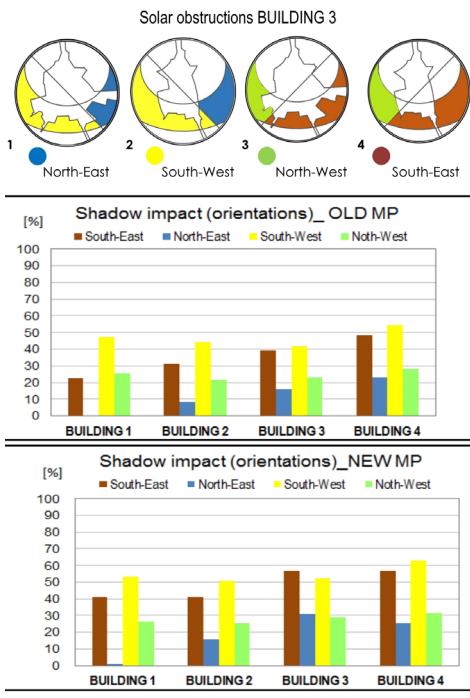 Solar obstructions BUILDING 3
1 2 3 4
North-East South-West North-West South-East
Shadow impact (orientations)_ OLD MP
[%]
South-East North-East South-West Noth-West
100
90
80
70
60
50
40
30
20
10
0
BUILDING 1 BUILDING 2 BUILDING 3 BUILDING 4
Shadow impact (orientations)_NEW MP
[%]
South-East North-East South-West Noth-West
100
90
80
70
60
50
40
30
20
10
0
BUILDING 1 BUILDING 2 BUILDING 3 BUILDING 4